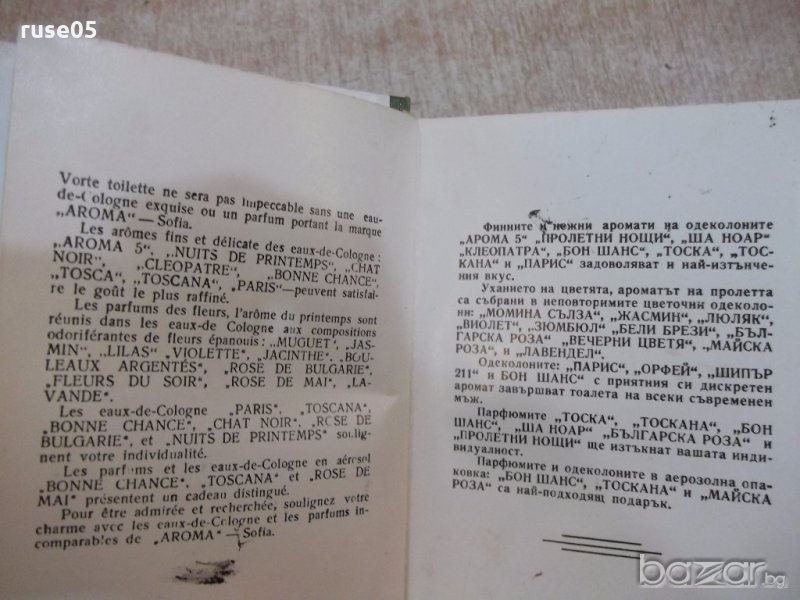 ruse05
Vorte toilette ne sera pas impeccable sans une eau-
de-Cologne exquise ou un parfum portant la marque
„AROMA“ — Sofia.
Les arômes fins et délicate des eaux-de-Cologne :
„AROMA 5“, „NUITS DE PRINTEMPS“, „CHAT
NOIR“, „CLEOPATRE“, „BONNE CHANCE“,
„TOSCA“, „TOSCANA“, „PARIS“—peuvent satisfai-
re le goût le plus raffiné.
Les parfums des fleurs, l'arôme du printemps sont
réunis dans les eaux-de Cologne aux compositions
odoriférantes de fleurs épanouis : „MUGUET“, „JAS-
MIN“, „LILAS“ VIOLETTE“, „JACINTHE“, „BOU-
LEAUX ARGENTÉS“, „ROSE DE BULGARIE“,
„FLEURS DU SOIR“, „ROSE DE MAI“, „LA-
VANDE“.
Les eaux-de-Cologne „PARIS“, „TOSCANA“,
„BONNE CHANCE“, „CHAT NOIR“, „ROSE DE
BULGARIE“, et „NUITS DE PRINTEMPS“ soulig-
nent votre individualité.
Les parfums et les eaux-de-Cologne en aérosol
„BONNE CHANCE“, „TOSCANA“ et „ROSE DE
MAI“ présentent un cadeau distingué.
Pour être admirée et recherchée, soulignez votre
charme avec les eaux-de-Cologne et les parfums in-
comparables de „AROMA“ — Sofia.
Финните и нежни аромати на одеколоните
„АРОМА 5“ „ПРОЛЕТНИ НОЩИ“, „ША НОАР“
„КЛЕОПАТРА“, „БОН ШАНС“, „ТОСКА“, „ТОС-
КАНА“ и „ПАРИС“ задоволяват и най-изтънче-
ния вкус.
Уханието на цветята, ароматът на пролетта
са събрани в неповторимите цветочни одеколо-
ни: „МОМИНА СЪЛЗА“, „ЖАСМИН“, „ЛЮЛЯК“,
„ВИОЛЕТ“, „ЗЮМБЮЛ“ „БЕЛИ БРЕЗИ“, „БЪЛ-
ГАРСКА РОЗА“ „ВЕЧЕРНИ ЦВЕТЯ“, „МАЙСКА
РОЗА“ и „ЛАВЕНДЕЛ“.
Одеколоните: „ПАРИС“, „ОРФЕЙ“, „ШИПЪР
211“ и БОН ШАНС“ с приятния си дискретен
аромат завършват тоалета на всеки съвременен
мъж.
Парфюмите „ТОСКА“, „ТОСКАНА“, „БОН
ШАНС“, „ША НОАР“ „БЪЛГАРСКА РОЗА“ и
„ПРОЛЕТНИ НОЩИ“ ще изтъкнат вашата инди-
видуалност.
Парфюмите и одеколоните в аерозолна опа-
ковка: „БОН ШАНС, „ТОСКАНА“ и „МАЙСКА
РОЗА“ са най-подходящ подарък.
bazar.bg